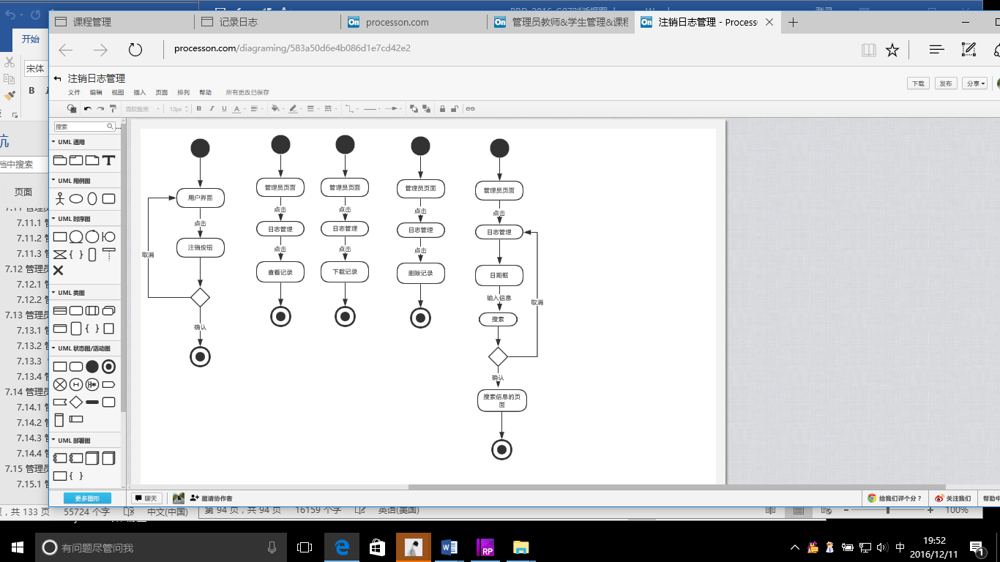 课程管理
记录日志
processon.com
管理员教师&学生管理&课程
注销日志管理 - Process
开始
processon.com/diagraming/583a50d6e4b086d1e7cd42e2
宋体
B
注销日志管理
文件 编辑 视图 插入 页面 排列 帮助 所有更改已保存
下载 发布 分享
微软雅黑 13px B I U A
搜索
档中搜索
页面
7.11.1
7.11.2
7.11.3
7.12 管理员
7.12.1
7.12.2
7.13 管理员
7.13.1
7.13.2
7.13.3
7.13.4
7.14 管理员
7.14.1
7.14.2
7.14.3
7.14.4
7.15 管理员
7.15.1
UML 通用
UML 用例图
UML 时序图
UML 类图
UML 状态图/活动图
UML 部署图
更多图形
用户界面
点击
注销按钮
取消
确认
管理员页面
点击
日志管理
点击
查看记录
管理员页面
点击
日志管理
点击
下载记录
管理员页面
点击
日志管理
点击
删除记录
管理员页面
点击
日志管理
日期框
输入信息
搜索
取消
确认
搜索信息的页
面
聊天
邀请协作者
给我们评个分？
关注我们
帮助中
共 133 页 55724 个字 中文(中国)
第 94 页，共 94 页 16159 个字 英语(美国)
100%
有问题尽管问我
RP
中
19:52
2016/12/11
1